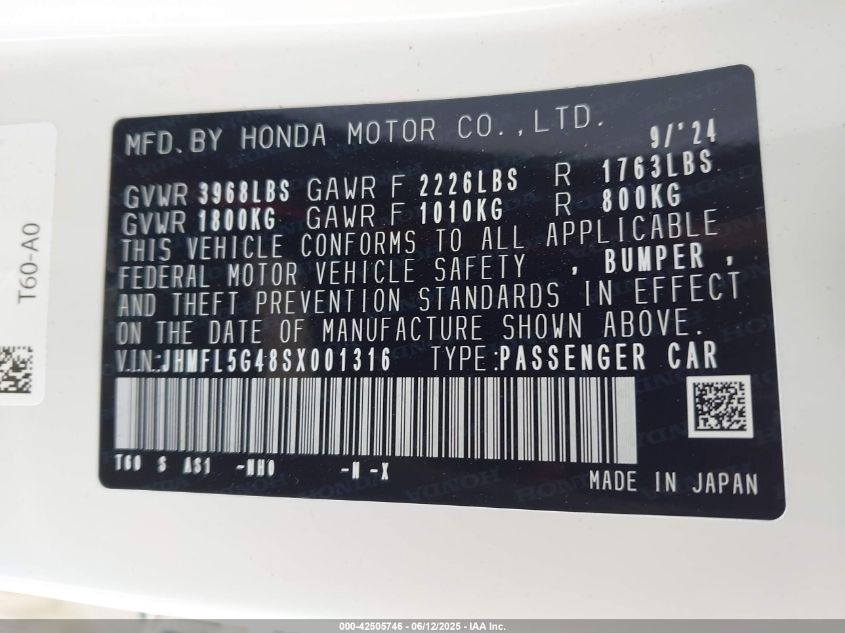 MFD. BY HONDA MOTOR CO., LTD. 9/'24
GVWR 3968LBS GAWR F 2226LBS R 1763LBS
GVWR 1800KG GAWR F 1010KG R 800KG
THIS VEHICLE CONFORMS TO ALL APPLICABLE
FEDERAL MOTOR VEHICLE SAFETY , BUMPER ,
AND THEFT PREVENTION STANDARDS IN EFFECT
ON THE DATE OF MANUFACTURE SHOWN ABOVE.
V.I.N.:JHMFL5G48SX001316 TYPE:PASSENGER CAR
T60 S AS1 -NH0 -N -X
MADE IN JAPAN
T60-A0
000-42505746 - 06/12/2025 - IAA Inc.